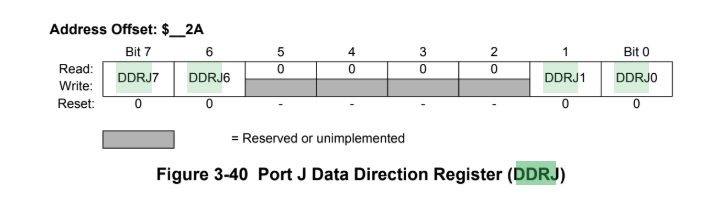 Address Offset: $__2A
Bit 7 6 5 4 3 2 1 Bit 0
Read: DDRJ7 DDRJ6 0 0 0 0 DDRJ1 DDRJ0
Write:
Reset: 0 0 - - - - 0 0
= Reserved or unimplemented
Figure 3-40 Port J Data Direction Register (DDRJ)